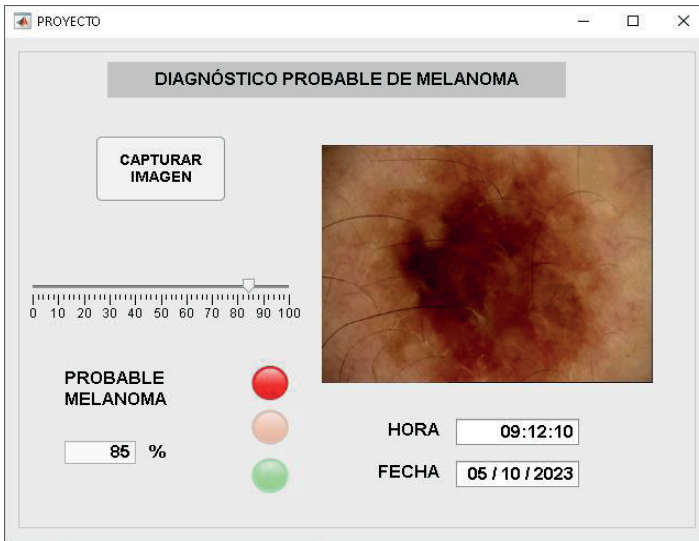 PROYECTO
DIAGNÓSTICO PROBABLE DE MELANOMA
CAPTURAR
IMAGEN
0 10 20 30 40 50 60 70 80 90 100
PROBABLE
MELANOMA
85 %
HORA 09:12:10
FECHA 05 / 10 / 2023